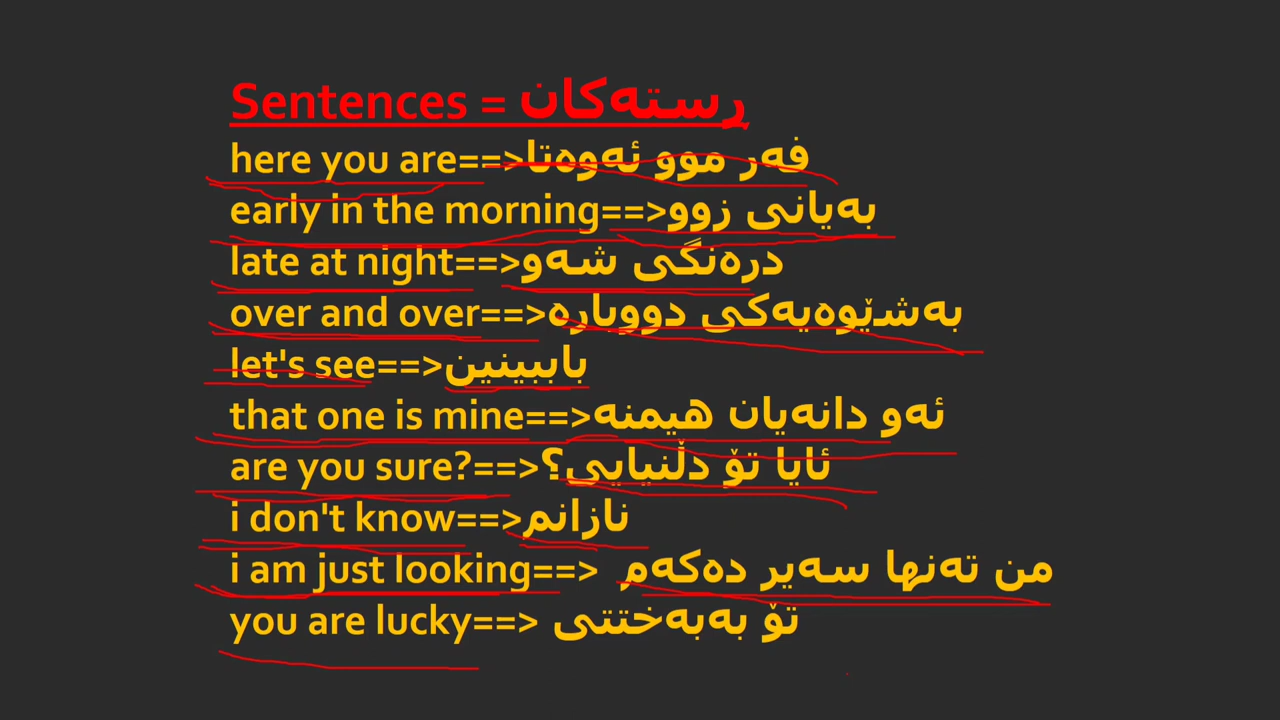 Sentences = ڕستەکان
here you are==>فەر موو ئەوەتا
early in the morning==>بەیانی زوو
late at night==>درەنگی شەو
over and over==>بەشێوەیەکی دووبارە
let's see==>باببینین
that one is mine==>ئەو دانەیان هیمنە
are you sure?==>ئایا تۆ دڵنیایی؟
i don't know==>نازانم
i am just looking==> من تەنها سەیر دەکەم
you are lucky==> تۆ بەبەختتی